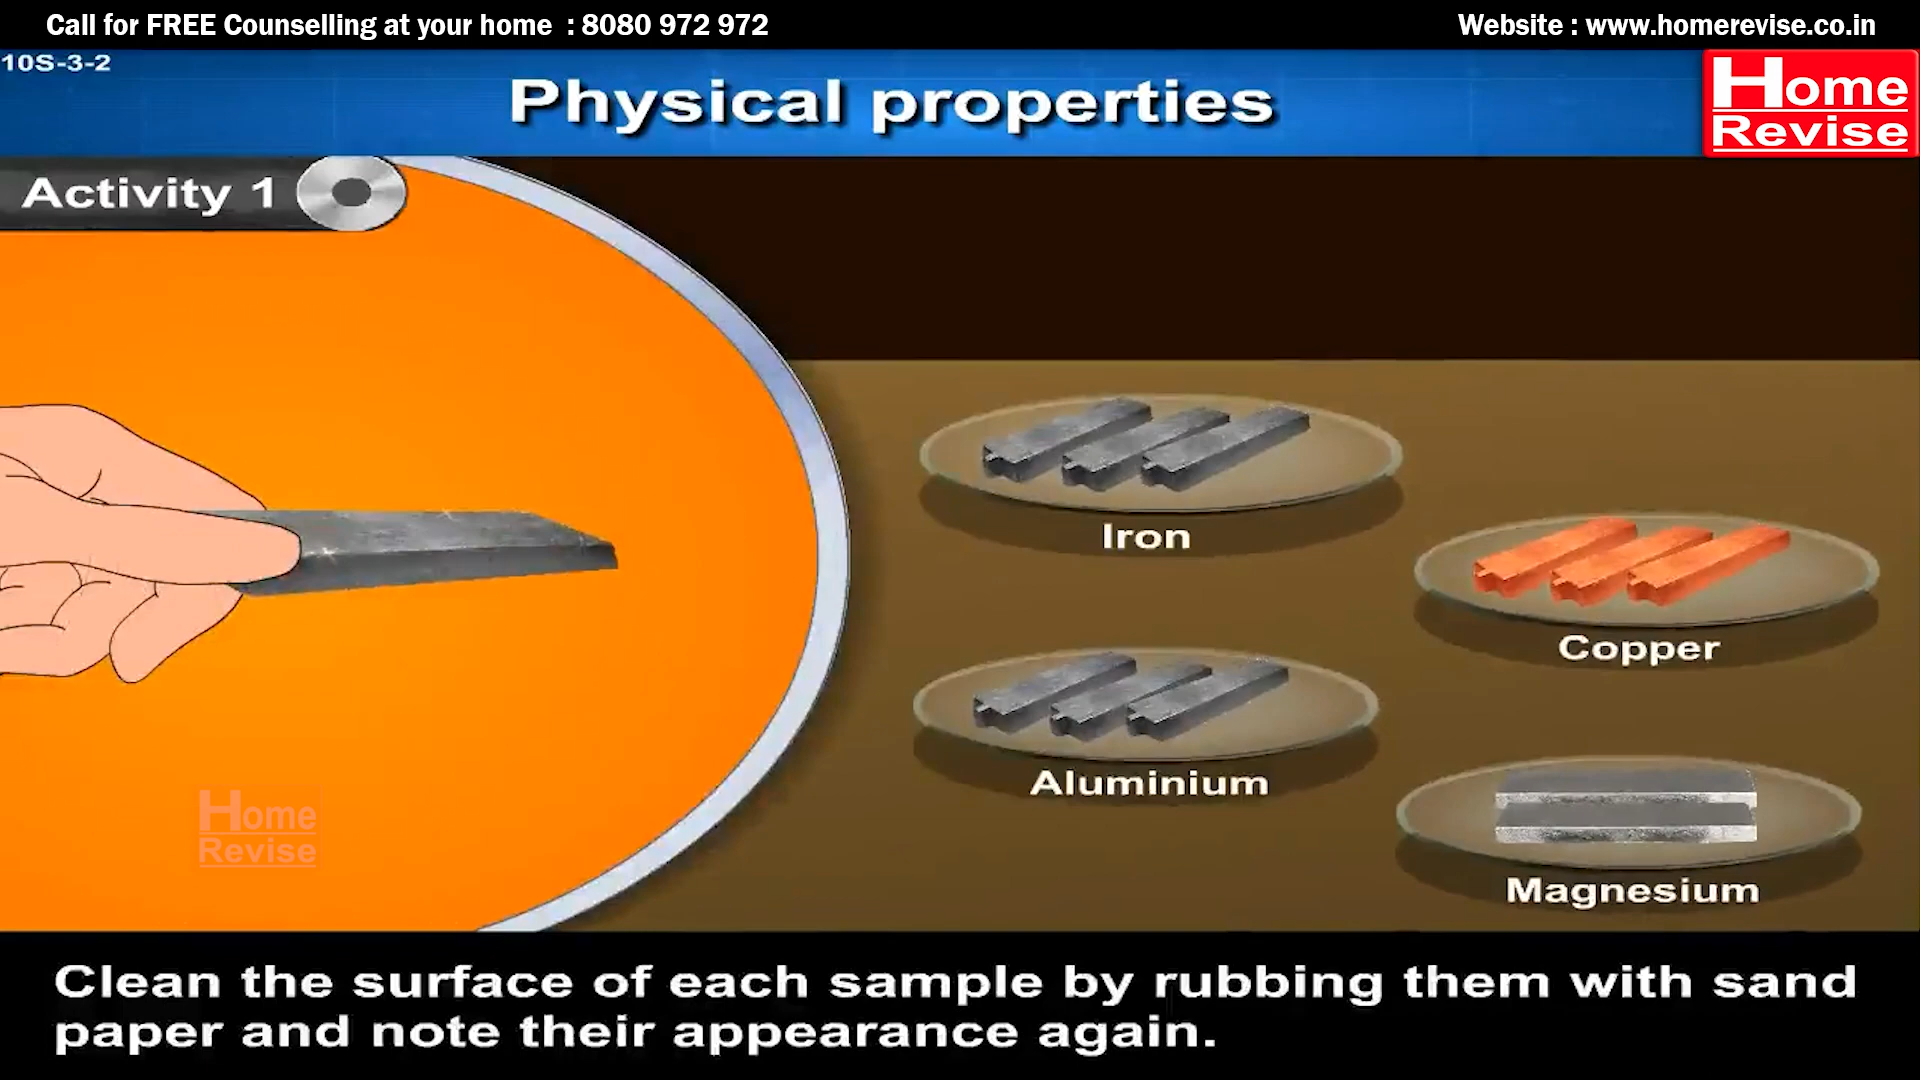 Call for FREE Counselling at your home : 8080 972 972
Website : www.homerevise.co.in
10S-3-2
Physical properties
Home
Revise
Activity 1
Iron
Copper
Aluminium
Magnesium
Home
Revise
Clean the surface of each sample by rubbing them with sand
paper and note their appearance again.